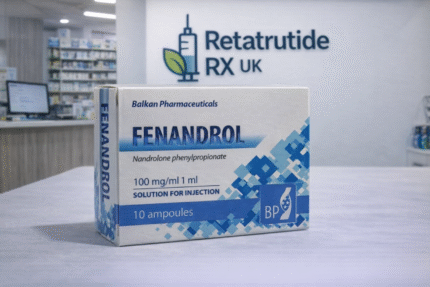 Retatrutide
RX UK
Balkan Pharmaceuticals
FENANDROL
Nandrolone phenylpropionate
100 mg/ml 1 ml
SOLUTION FOR INJECTION
10 ampoules
BP
FENANDROL